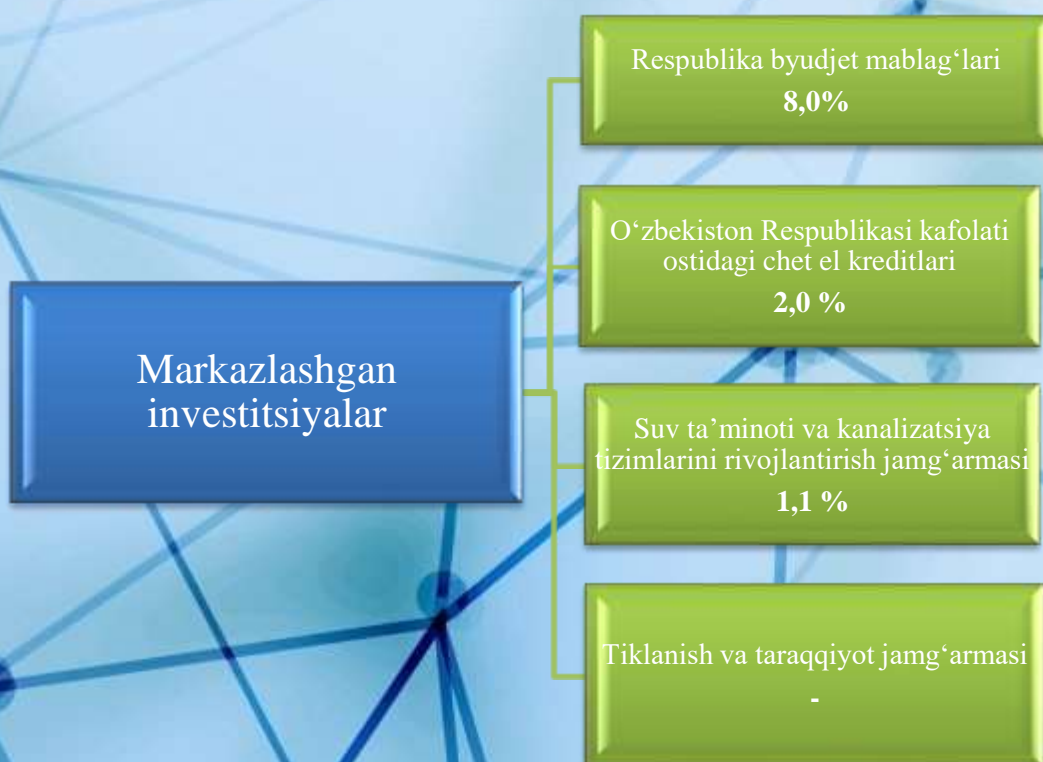 Respublika byudjet mablag‘lari
8,0%
O‘zbekiston Respublikasi kafolati
ostidagi chet el kreditlari
2,0 %
Markazlashgan
investitsiyalar
Suv ta’minoti va kanalizatsiya
tizimlarini rivojlantirish jamg‘armasi
1,1 %
Tiklanish va taraqqiyot jamg‘armasi
-